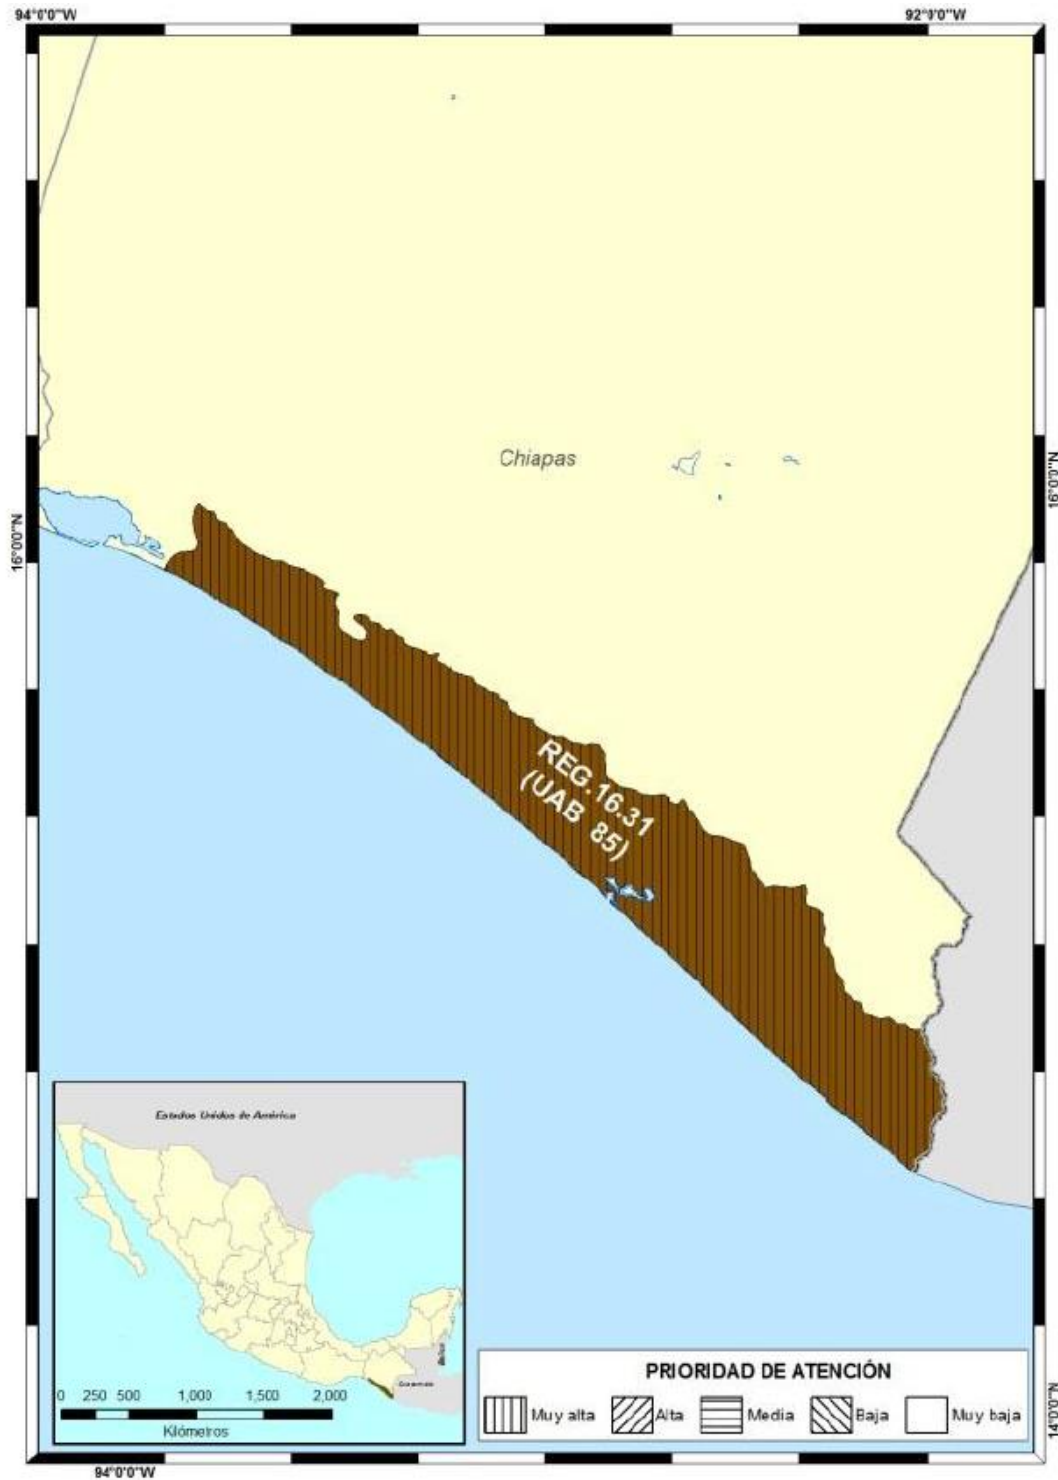 94°0'0"W
92°0'0"W
Chiapas
16°0'0"N
16°0'0"N
REG.16.31
(UAB 85)
Estados Unidos de América
Belice
Guatemala
0 250 500 1,000 1,500 2,000
Kilómetros
PRIORIDAD DE ATENCIÓN
Muy alta
Alta
Media
Baja
Muy baja
14°0'0"N
94°0'0"W